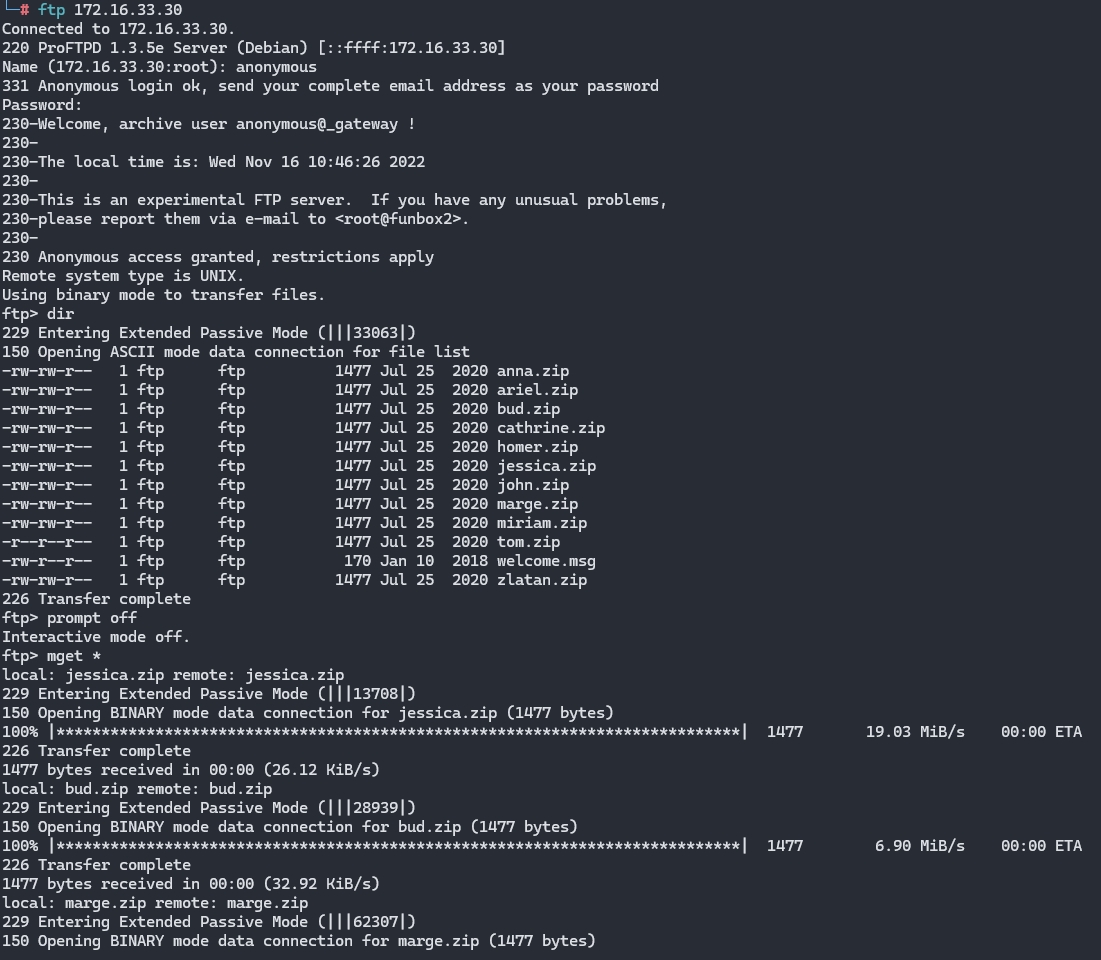 └─# ftp 172.16.33.30
Connected to 172.16.33.30.
220 ProFTPD 1.3.5e Server (Debian) [::ffff:172.16.33.30]
Name (172.16.33.30:root): anonymous
331 Anonymous login ok, send your complete email address as your password
Password:
230-Welcome, archive user anonymous@_gateway !
230-
230-The local time is: Wed Nov 16 10:46:26 2022
230-
230-This is an experimental FTP server.  If you have any unusual problems,
230-please report them via e-mail to <root@funbox2>.
230-
230 Anonymous access granted, restrictions apply
Remote system type is UNIX.
Using binary mode to transfer files.
ftp> dir
229 Entering Extended Passive Mode (|||33063|)
150 Opening ASCII mode data connection for file list
-rw-rw-r--   1 ftp      ftp          1477 Jul 25  2020 anna.zip
-rw-rw-r--   1 ftp      ftp          1477 Jul 25  2020 ariel.zip
-rw-rw-r--   1 ftp      ftp          1477 Jul 25  2020 bud.zip
-rw-rw-r--   1 ftp      ftp          1477 Jul 25  2020 cathrine.zip
-rw-rw-r--   1 ftp      ftp          1477 Jul 25  2020 homer.zip
-rw-rw-r--   1 ftp      ftp          1477 Jul 25  2020 jessica.zip
-rw-rw-r--   1 ftp      ftp          1477 Jul 25  2020 john.zip
-rw-rw-r--   1 ftp      ftp          1477 Jul 25  2020 marge.zip
-rw-rw-r--   1 ftp      ftp          1477 Jul 25  2020 miriam.zip
-r--r--r--   1 ftp      ftp          1477 Jul 25  2020 tom.zip
-rw-rw-r--   1 ftp      ftp           170 Jan 10  2018 welcome.msg
-rw-rw-r--   1 ftp      ftp          1477 Jul 25  2020 zlatan.zip
226 Transfer complete
ftp> prompt off
Interactive mode off.
ftp> mget *
local: jessica.zip remote: jessica.zip
229 Entering Extended Passive Mode (|||13708|)
150 Opening BINARY mode data connection for jessica.zip (1477 bytes)
100% |****************************************************************************|  1477       19.03 MiB/s    00:00 ETA
226 Transfer complete
1477 bytes received in 00:00 (26.12 KiB/s)
local: bud.zip remote: bud.zip
229 Entering Extended Passive Mode (|||28939|)
150 Opening BINARY mode data connection for bud.zip (1477 bytes)
100% |****************************************************************************|  1477        6.90 MiB/s    00:00 ETA
226 Transfer complete
1477 bytes received in 00:00 (32.92 KiB/s)
local: marge.zip remote: marge.zip
229 Entering Extended Passive Mode (|||62307|)
150 Opening BINARY mode data connection for marge.zip (1477 bytes)